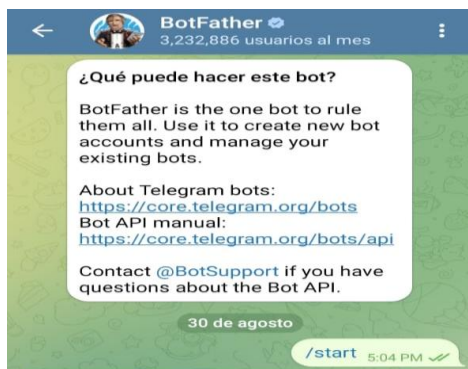 BotFather
3,232,886 usuarios al mes
¿Qué puede hacer este bot?
BotFather is the one bot to rule
them all. Use it to create new bot
accounts and manage your
existing bots.
About Telegram bots:
https://core.telegram.org/bots
Bot API manual:
https://core.telegram.org/bots/api
Contact @BotSupport if you have
questions about the Bot API.
30 de agosto
/start 5:04 PM